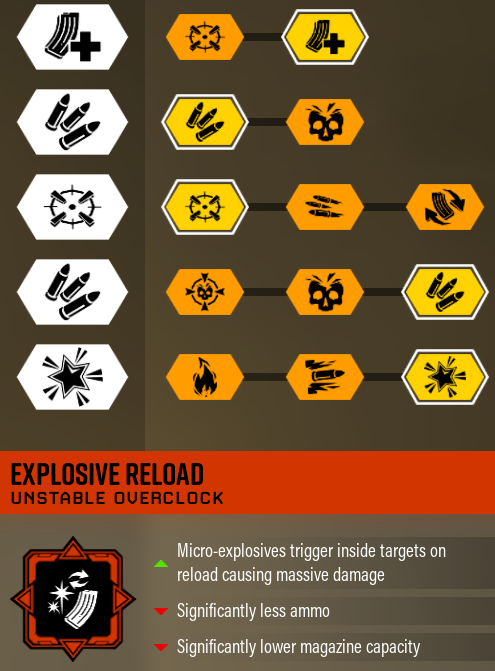 EXPLOSIVE RELOAD
UNSTABLE OVERCLOCK
Micro-explosives trigger inside targets on
reload causing massive damage
Significantly less ammo
Significantly lower magazine capacity